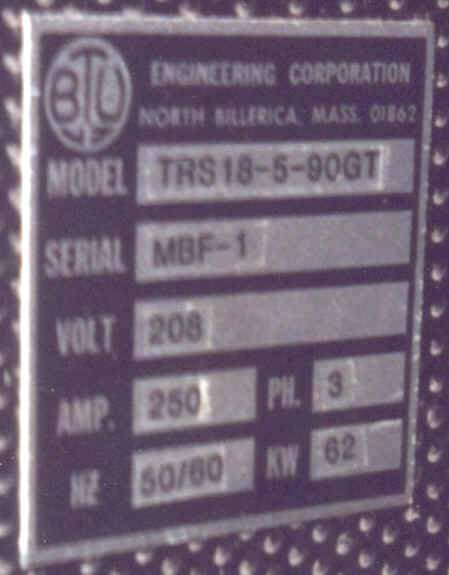 BTU ENGINEERING CORPORATION
NORTH BILLERICA, MASS. 01862
MODEL TRS18-5-90GT
SERIAL MBF-1
VOLT 208
AMP. 250 PH. 3
HZ 50/60 KW 62